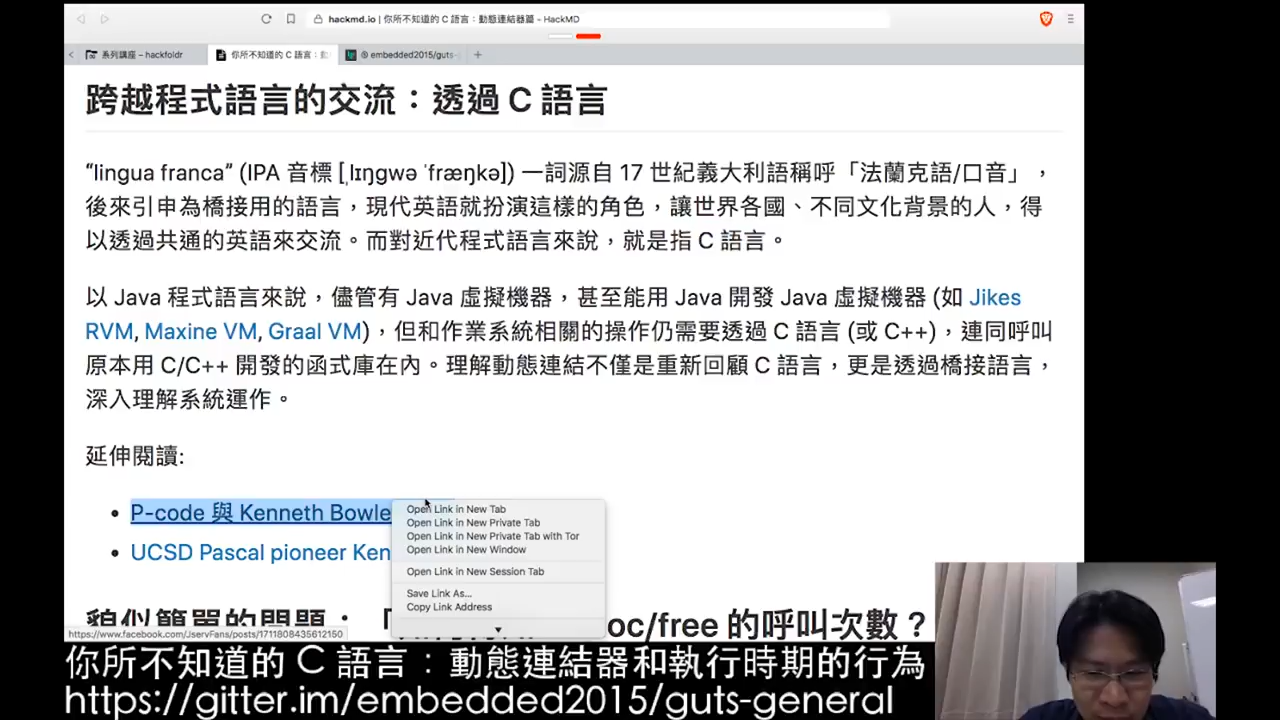 hackmd.io | 你所不知道的 C 語言：動態連結器篇 - HackMD
系列講座 – hackfoldr
你所不知道的 C 語言：動
embedded2015/guts-
跨越程式語言的交流：透過 C 語言
“lingua franca” (IPA 音標 [ˌlɪŋgwə ˈfræŋkə]) 一詞源自 17 世紀義大利語稱呼「法蘭克語/口音」，
後來引申為橋接用的語言，現代英語就扮演這樣的角色，讓世界各國、不同文化背景的人，得
以透過共通的英語來交流。而對近代程式語言來說，就是指 C 語言。
以 Java 程式語言來說，儘管有 Java 虛擬機器，甚至能用 Java 開發 Java 虛擬機器 (如 Jikes
RVM, Maxine VM, Graal VM)，但和作業系統相關的操作仍需要透過 C 語言 (或 C++)，連同呼叫
原本用 C/C++ 開發的函式庫在內。理解動態連結不僅是重新回顧 C 語言，更是透過橋接語言，
深入理解系統運作。
延伸閱讀:
P-code 與 Kenneth Bowle
UCSD Pascal pioneer Ken
Open Link in New Tab
Open Link in New Private Tab
Open Link in New Private Tab with Tor
Open Link in New Window
Open Link in New Session Tab
Save Link As...
Copy Link Address
貌似簡單的問題：「 oc/free 的呼叫次數？
https://www.facebook.com/JservFans/posts/1711808435612150
你所不知道的 C 語言：動態連結器和執行時期的行為
https://gitter.im/embedded2015/guts-general